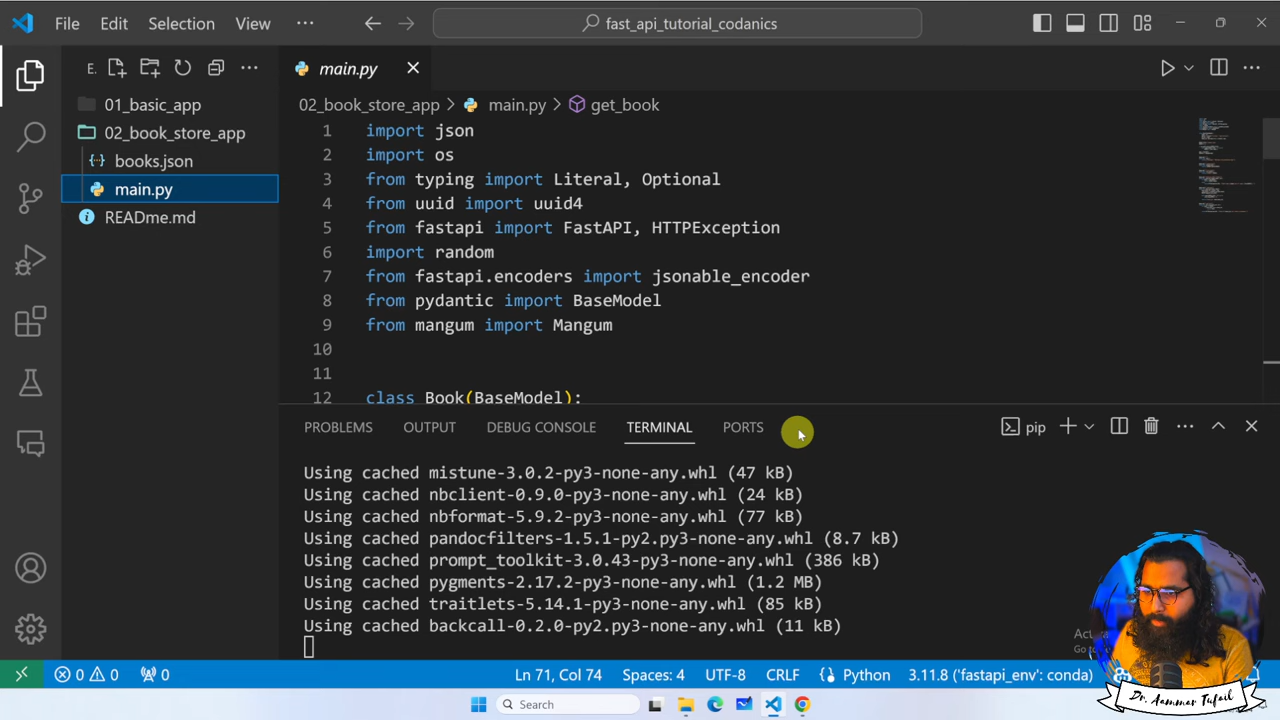 File Edit Selection View ··· fast_api_tutorial_codanics
E. ···
main.py
01_basic_app
02_book_store_app
books.json
main.py
READme.md
02_book_store_app > main.py > get_book
1 import json
2 import os
3 from typing import Literal, Optional
4 from uuid import uuid4
5 from fastapi import FastAPI, HTTPException
6 import random
7 from fastapi.encoders import jsonable_encoder
8 from pydantic import BaseModel
9 from mangum import Mangum
10
11
12 class Book(BaseModel):
PROBLEMS OUTPUT DEBUG CONSOLE TERMINAL PORTS pip
Using cached mistune-3.0.2-py3-none-any.whl (47 kB)
Using cached nbclient-0.9.0-py3-none-any.whl (24 kB)
Using cached nbformat-5.9.2-py3-none-any.whl (77 kB)
Using cached pandocfilters-1.5.1-py2.py3-none-any.whl (8.7 kB)
Using cached prompt_toolkit-3.0.43-py3-none-any.whl (386 kB)
Using cached pygments-2.17.2-py3-none-any.whl (1.2 MB)
Using cached traitlets-5.14.1-py3-none-any.whl (85 kB)
Using cached backcall-0.2.0-py2.py3-none-any.whl (11 kB)
0 0 0 Ln 71, Col 74 Spaces: 4 UTF-8 CRLF Python 3.11.8 ('fastapi_env': conda)
Dr. Aammar Tufail
Search